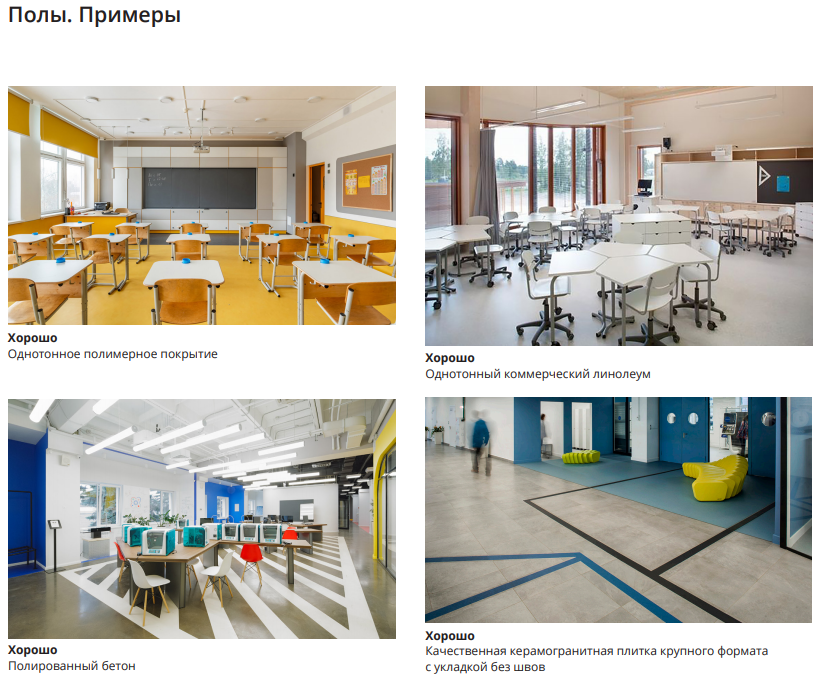 Полы. Примеры
Хорошо
Однотонное полимерное покрытие
Хорошо
Однотонный коммерческий линолеум
Хорошо
Полированный бетон
Хорошо
Качественная керамогранитная плитка крупного формата
с укладкой без швов